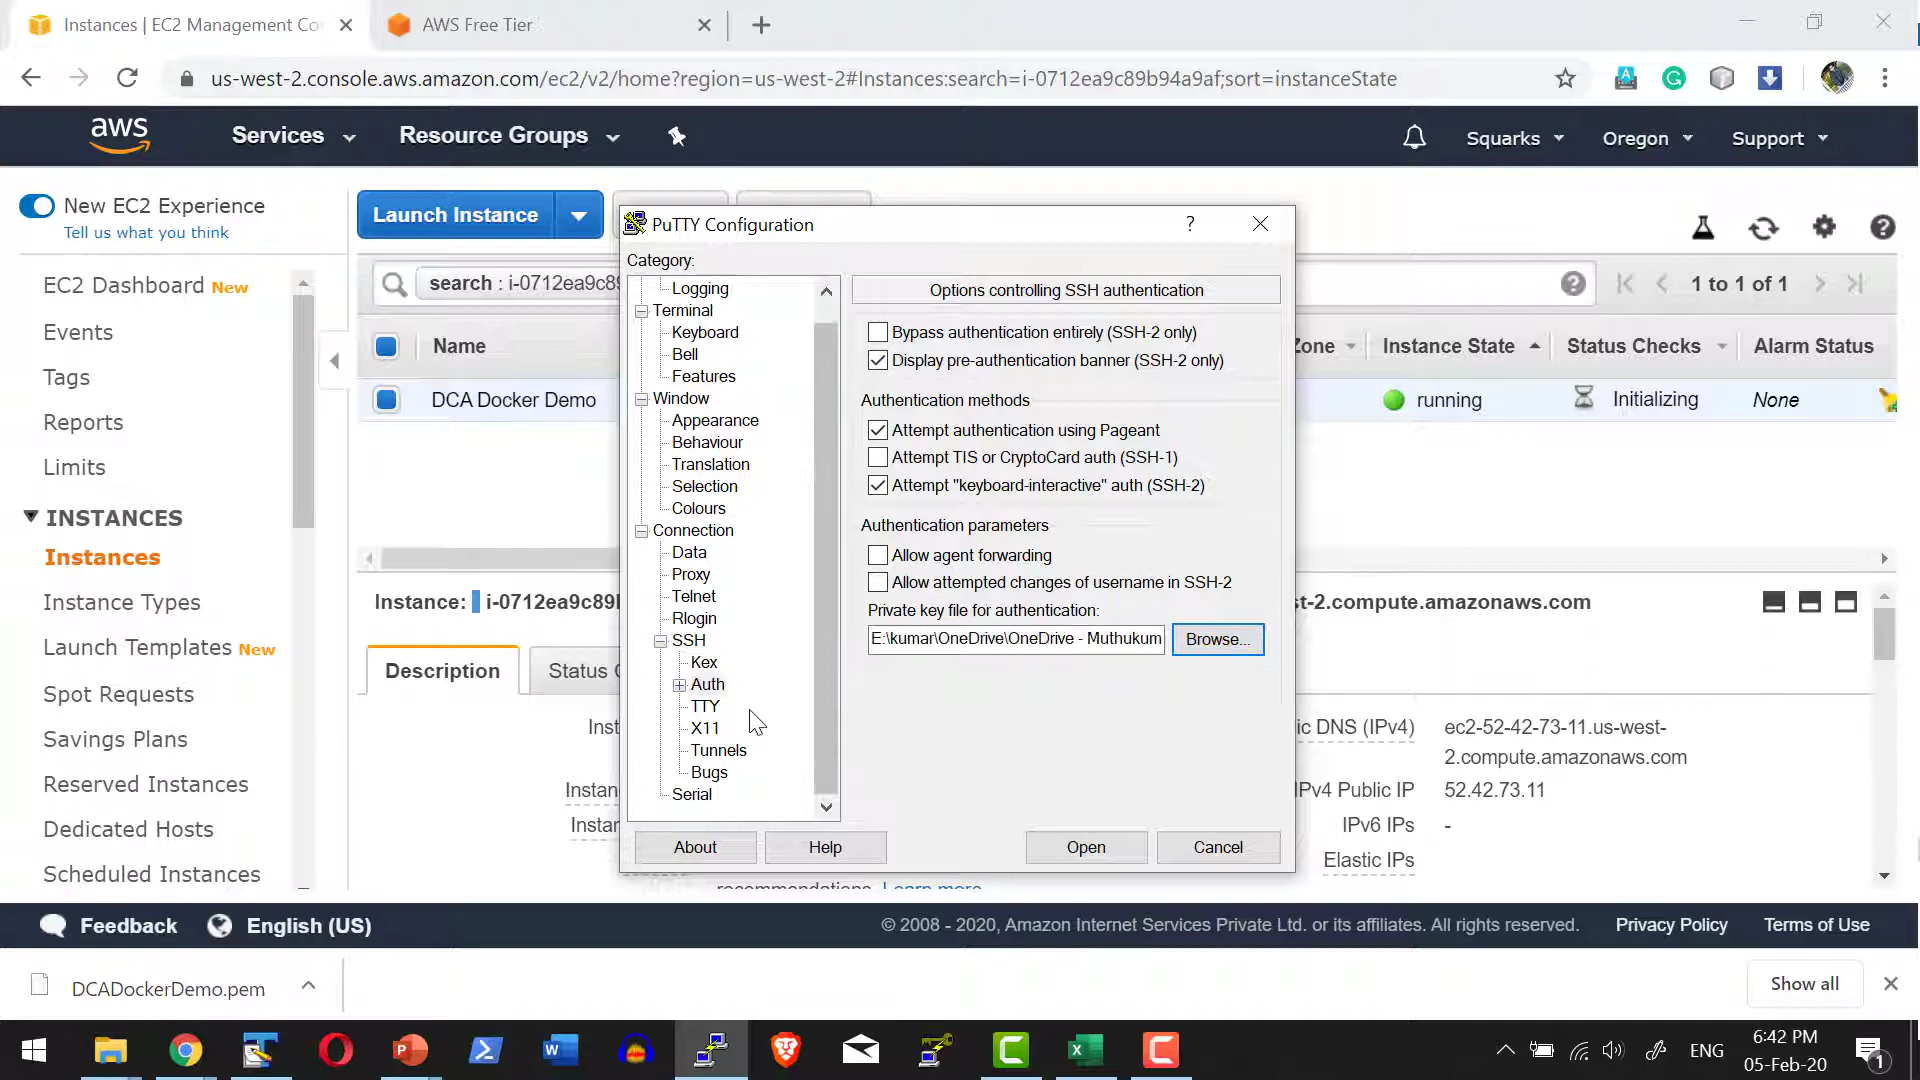 Instances | EC2 Management Co
AWS Free Tier
us-west-2.console.aws.amazon.com/ec2/v2/home?region=us-west-2#Instances:search=i-0712ea9c89b94a9af;sort=instanceState
aws
Services
Resource Groups
Squarks
Oregon
Support
New EC2 Experience
Tell us what you think
EC2 Dashboard New
Events
Tags
Reports
Limits
INSTANCES
Instances
Instance Types
Launch Templates New
Spot Requests
Savings Plans
Reserved Instances
Dedicated Hosts
Scheduled Instances
Launch Instance
search : i-0712ea9c89
1 to 1 of 1
Name
Zone
Instance State
Status Checks
Alarm Status
DCA Docker Demo
running
Initializing
None
Instance: i-0712ea9c89
st-2.compute.amazonaws.com
Description
Status
Inst
Instan
Instar
ic DNS (IPv4)
ec2-52-42-73-11.us-west-
2.compute.amazonaws.com
IPv4 Public IP
52.42.73.11
IPv6 IPs
-
Elastic IPs
recommendations. Learn more
PuTTY Configuration
?
Category:
Logging
Terminal
Keyboard
Bell
Features
Window
Appearance
Behaviour
Translation
Selection
Colours
Connection
Data
Proxy
Telnet
Rlogin
SSH
Kex
Auth
TTY
X11
Tunnels
Bugs
Serial
Options controlling SSH authentication
Bypass authentication entirely (SSH-2 only)
Display pre-authentication banner (SSH-2 only)
Authentication methods
Attempt authentication using Pageant
Attempt TIS or CryptoCard auth (SSH-1)
Attempt "keyboard-interactive" auth (SSH-2)
Authentication parameters
Allow agent forwarding
Allow attempted changes of username in SSH-2
Private key file for authentication:
E:\kumar\OneDrive\OneDrive - Muthukum
Browse...
About
Help
Open
Cancel
Feedback
English (US)
© 2008 - 2020, Amazon Internet Services Private Ltd. or its affiliates. All rights reserved.
Privacy Policy
Terms of Use
DCADockerDemo.pem
Show all
ENG
6:42 PM
05-Feb-20
1